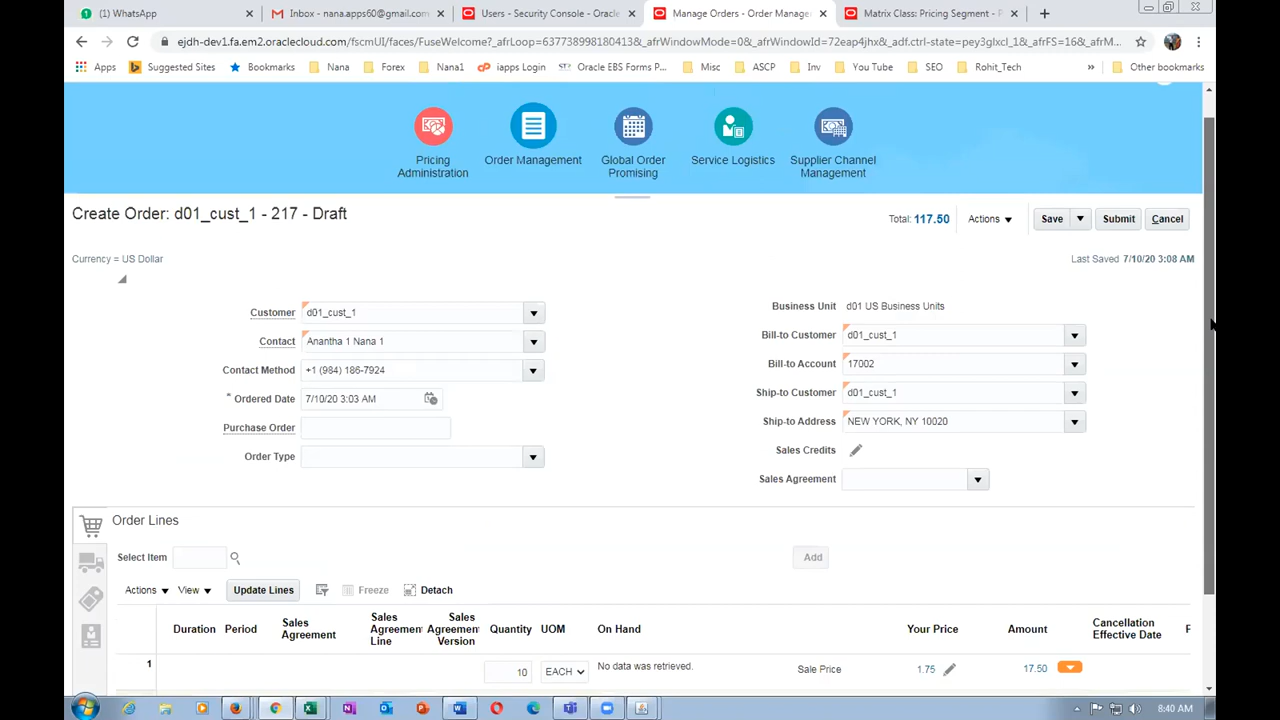 WhatsApp
Inbox - nana.apps60@gmail.com
Users - Security Console - Oracle
Manage Orders - Order Manage
Matrix Class: Pricing Segment - P
ejdh-dev1.fa.em2.oraclecloud.com/fscmUI/faces/FuseWelcome?_afrLoop=63773899180413&_afrWindowMode=0&_afrWindowId=72eap4jhx&_adf.ctrl-state=pey3glxcl_1&_afrFS=16&_afrM...
Apps Suggested Sites Bookmarks Nana Forex Nana1 iapps Login Oracle EBS Forms P... Misc ASCP Inv You Tube SEO Rohit_Tech » Other bookmarks
Pricing Administration
Order Management
Global Order Promising
Service Logistics
Supplier Channel Management
Create Order: d01_cust_1 - 217 - Draft
Total: 117.50 Actions Save Submit Cancel
Currency = US Dollar
Last Saved 7/10/20 3:08 AM
Customer d01_cust_1
Contact Anantha 1 Nana 1
Contact Method +1 (984) 186-7924
* Ordered Date 7/10/20 3:03 AM
Purchase Order
Order Type
Business Unit d01 US Business Units
Bill-to Customer d01_cust_1
Bill-to Account 17002
Ship-to Customer d01_cust_1
Ship-to Address NEW YORK, NY 10020
Sales Credits
Sales Agreement
Order Lines
Select Item Add
Actions View Update Lines Freeze Detach
Duration Period Sales Agreement Sales Agreement Line Sales Agreement Version Quantity UOM On Hand Your Price Amount Cancellation Effective Date
1 10 EACH No data was retrieved. Sale Price 1.75 17.50
8:40 AM